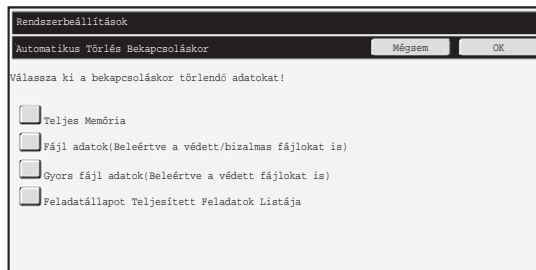 Rendszerbeállítások
Automatikus Törlés Bekapcsoláskor Mégsem OK
Válassza ki a bekapcsoláskor törlendő adatokat!
Teljes Memória
Fájl adatok(Beleértve a védett/bizalmas fájlokat is)
Gyors fájl adatok(Beleértve a védett fájlokat is)
Feladatállapot Teljesített Feladatok Listája